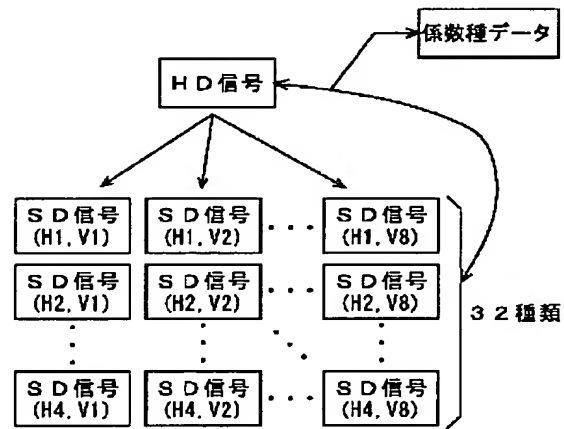 係数種データ
ＨＤ信号
ＳＤ信号 ＳＤ信号 ＳＤ信号
(H1, V1) (H1, V2) ･･･ (H1, V8)
ＳＤ信号 ＳＤ信号 ＳＤ信号
(H2, V1) (H2, V2) ･･･ (H2, V8)
３２種類
ＳＤ信号 ＳＤ信号 ＳＤ信号
(H4, V1) (H4, V2) ･･･ (H4, V8)